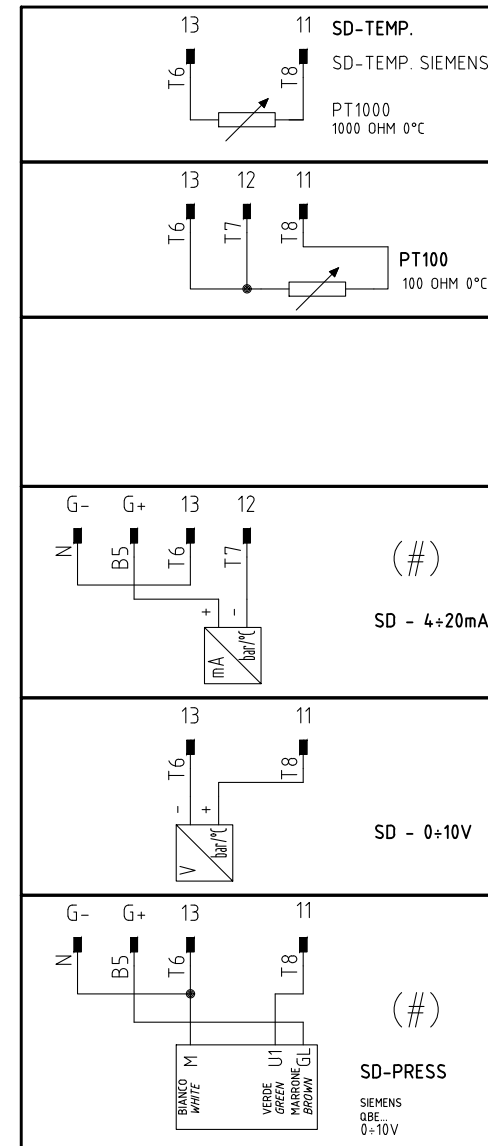 13 11 SD-TEMP.
T6 T8 SD-TEMP. SIEMENS
PT1000
1000 OHM 0°C
13 12 11
T6 T7 T8
PT100
100 OHM 0°C
G- G+ 13 12
N B5 T6 T7
(#)
+ -
mA bar/°C
SD - 4÷20mA
13 11
T6 T8
- +
V bar/°C
SD - 0÷10V
G- G+ 13 11
N B5 T6 T8
(#)
M U1 GL
BIANCO VERDE MARRONE
WHITE GREEN BROWN
SD-PRESS
SIEMENS
QBE...
0÷10V